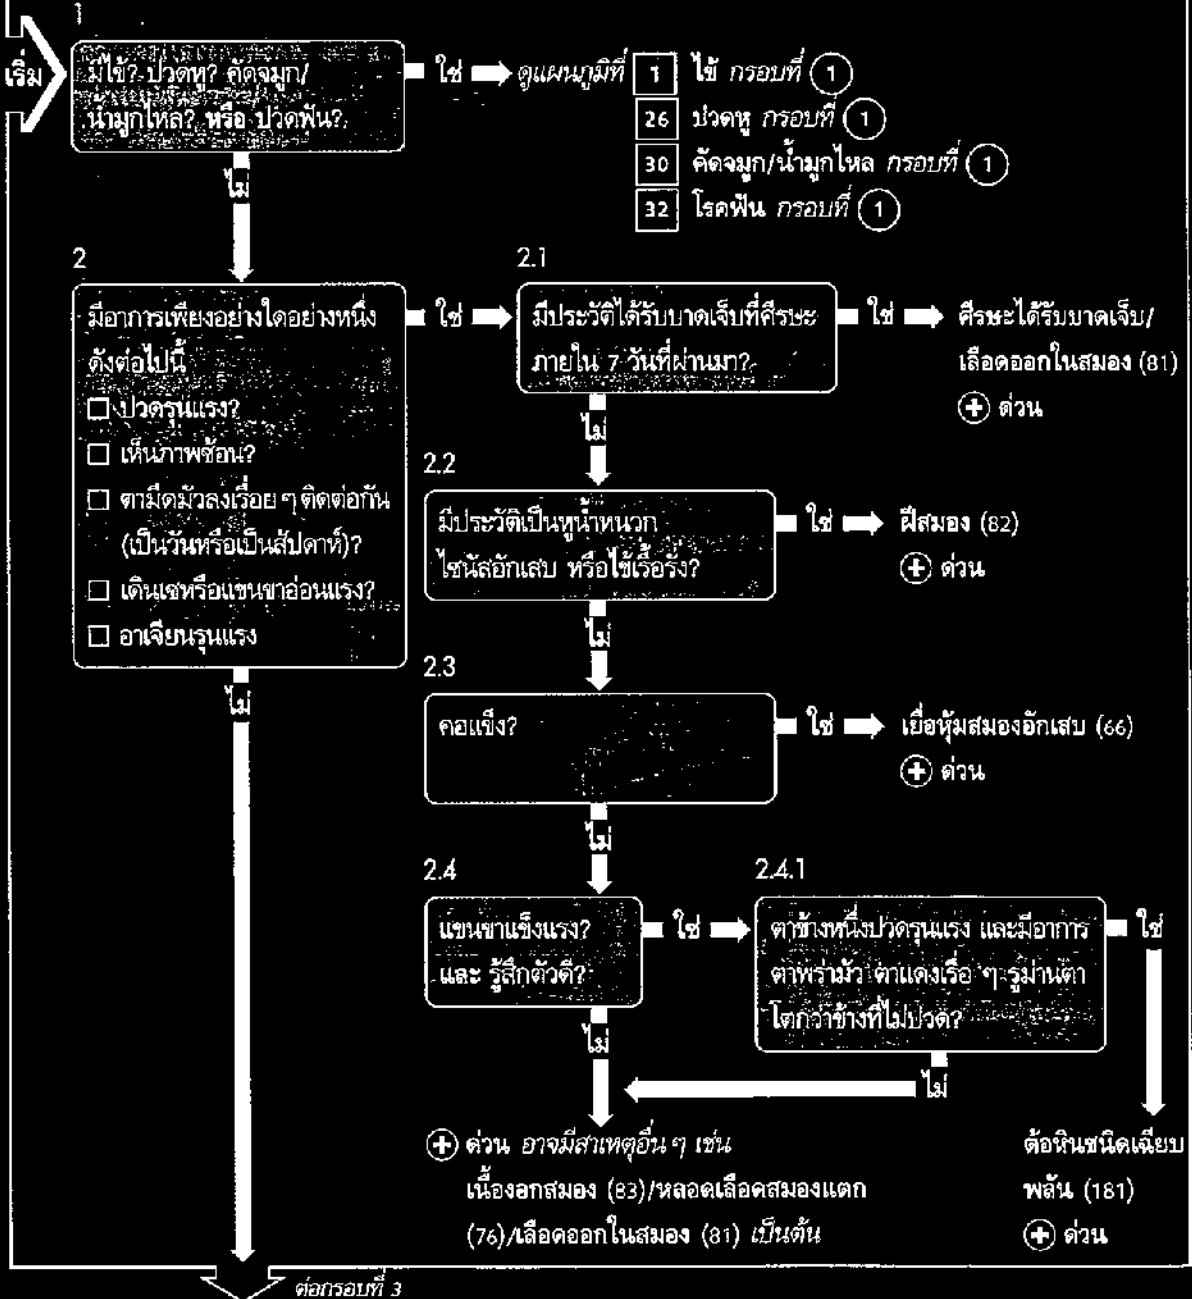 1
เริ่ม
มีไข้? ปวดหู? คัดจมูก/
น้ำมูกไหล? หรือ ปวดฟัน?
ใช่
ดูแผนภูมิที่ 1 ไข้ กรอบที่ 1
26 ปวดหู กรอบที่ 1
30 คัดจมูก/น้ำมูกไหล กรอบที่ 1
32 โรคฟัน กรอบที่ 1
ไม่
2
มีอาการเพียงอย่างใดอย่างหนึ่ง
ดังต่อไปนี้
ปวดรุนแรง?
เห็นภาพซ้อน?
ตามืดมัวลงเรื่อย ๆ ติดต่อกัน
(เป็นวันหรือเป็นสัปดาห์)?
เดินเซหรือแขนขาอ่อนแรง?
อาเจียนรุนแรง
ใช่
2.1
มีประวัติได้รับบาดเจ็บที่ศีรษะ
ภายใน 7 วันที่ผ่านมา?
ใช่
ศีรษะได้รับบาดเจ็บ/
เลือดออกในสมอง (81)
+ ด่วน
ไม่
2.2
มีประวัติเป็นหูน้ำหนวก
ไซนัสอักเสบ หรือไข้เรื้อรัง?
ใช่
ฝีสมอง (82)
+ ด่วน
ไม่
2.3
คอแข็ง?
ใช่
เยื่อหุ้มสมองอักเสบ (66)
+ ด่วน
ไม่
2.4
แขนขาแข็งแรง?
และ รู้สึกตัวดี?
ใช่
2.4.1
ตาข้างหนึ่งปวดรุนแรง และมีอาการ
ตาพร่ามัว ตาแดงเรื่อ ๆ รูม่านตา
โตกว่าข้างที่ไม่ปวด?
ใช่
ไม่
ไม่
+ ด่วน อาจมีสาเหตุอื่น ๆ เช่น
เนื้องอกสมอง (83)/หลอดเลือดสมองแตก
(76)/เลือดออกในสมอง (81) เป็นต้น
ต้อหินชนิดเฉียบ
พลัน (181)
+ ด่วน
ไม่
ต่อกรอบที่ 3